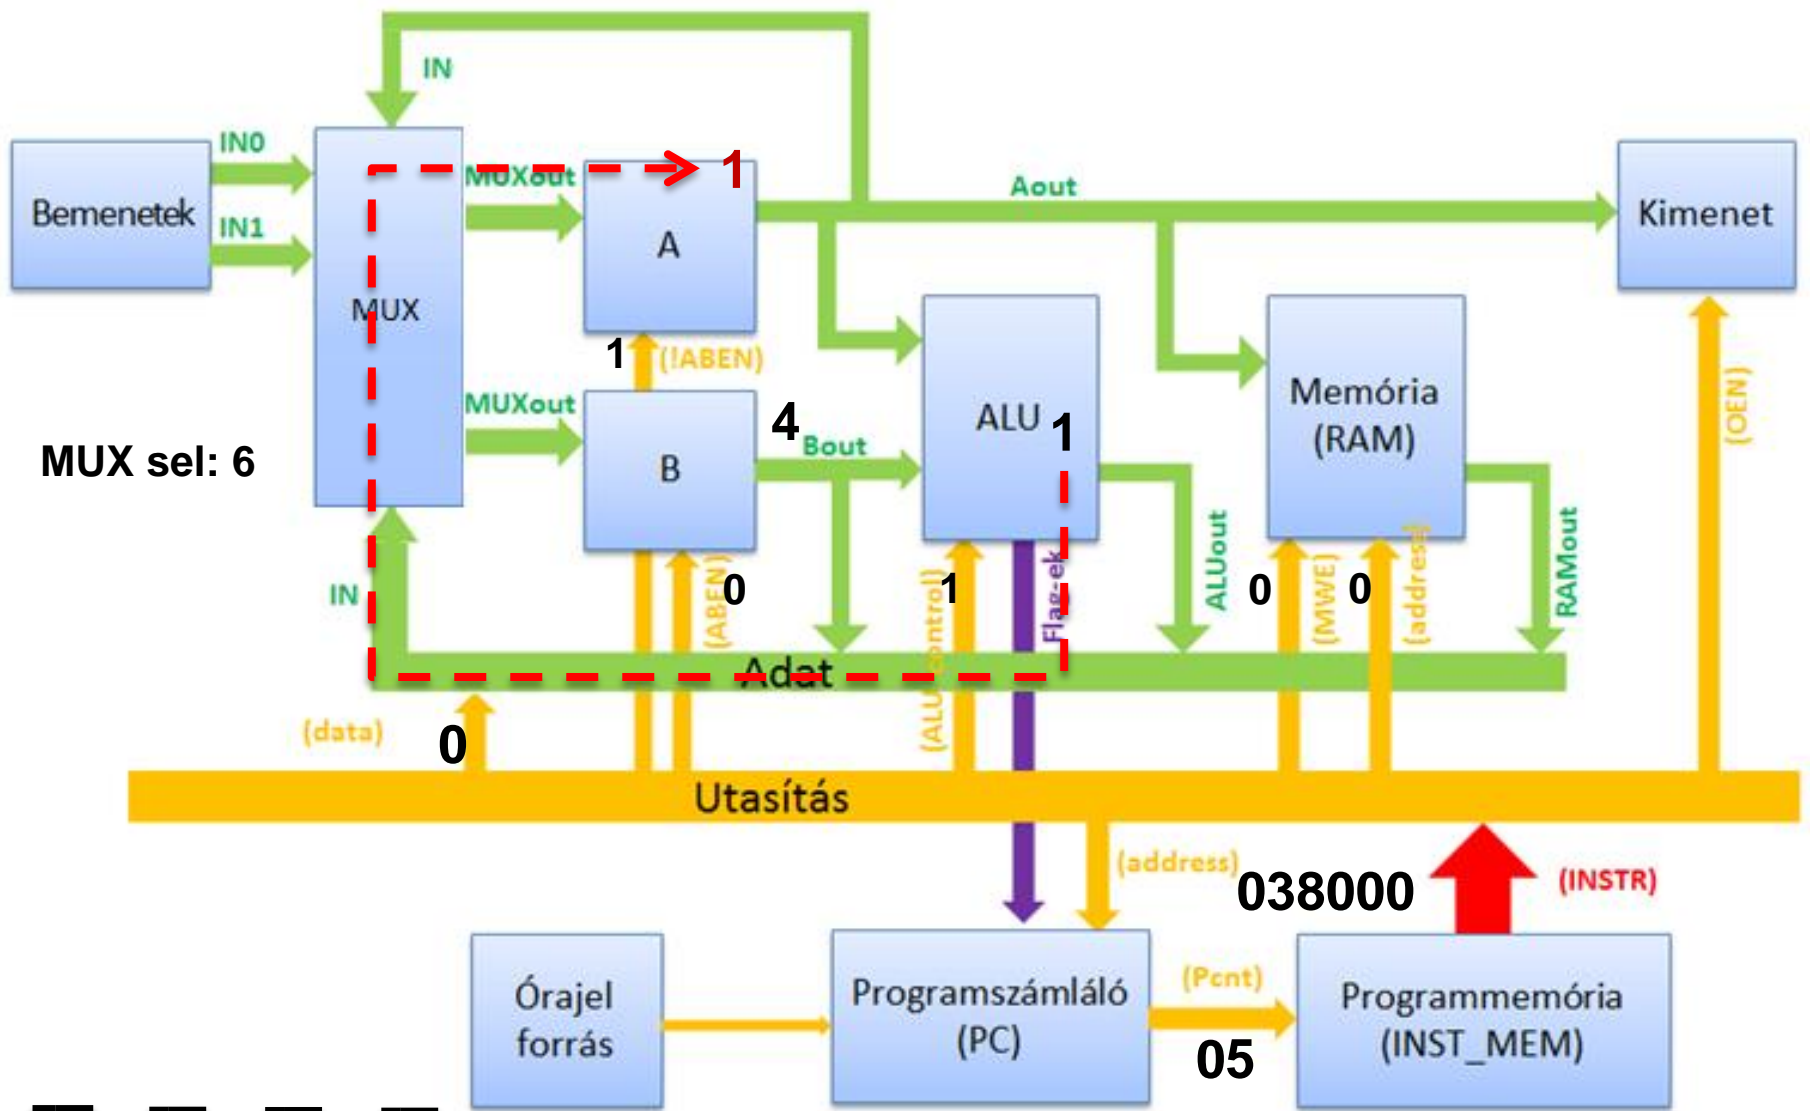 IN
IN0
Bemenetek
IN1
MUX
MUXout
1
A
Aout
Kimenet
1
(!ABEN)
MUXout
B
4
Bout
ALU
1
Memória
(RAM)
(OEN)
MUX sel: 6
IN
(ABEN)
0
(ALU control)
1
Flag-ek
ALUout
0
(MWE)
0
(address)
RAMout
Adat
(data)
0
Utasítás
(address)
038000
(INSTR)
Órajel
forrás
Programszámláló
(PC)
(Pcnt)
05
Programmemória
(INST_MEM)